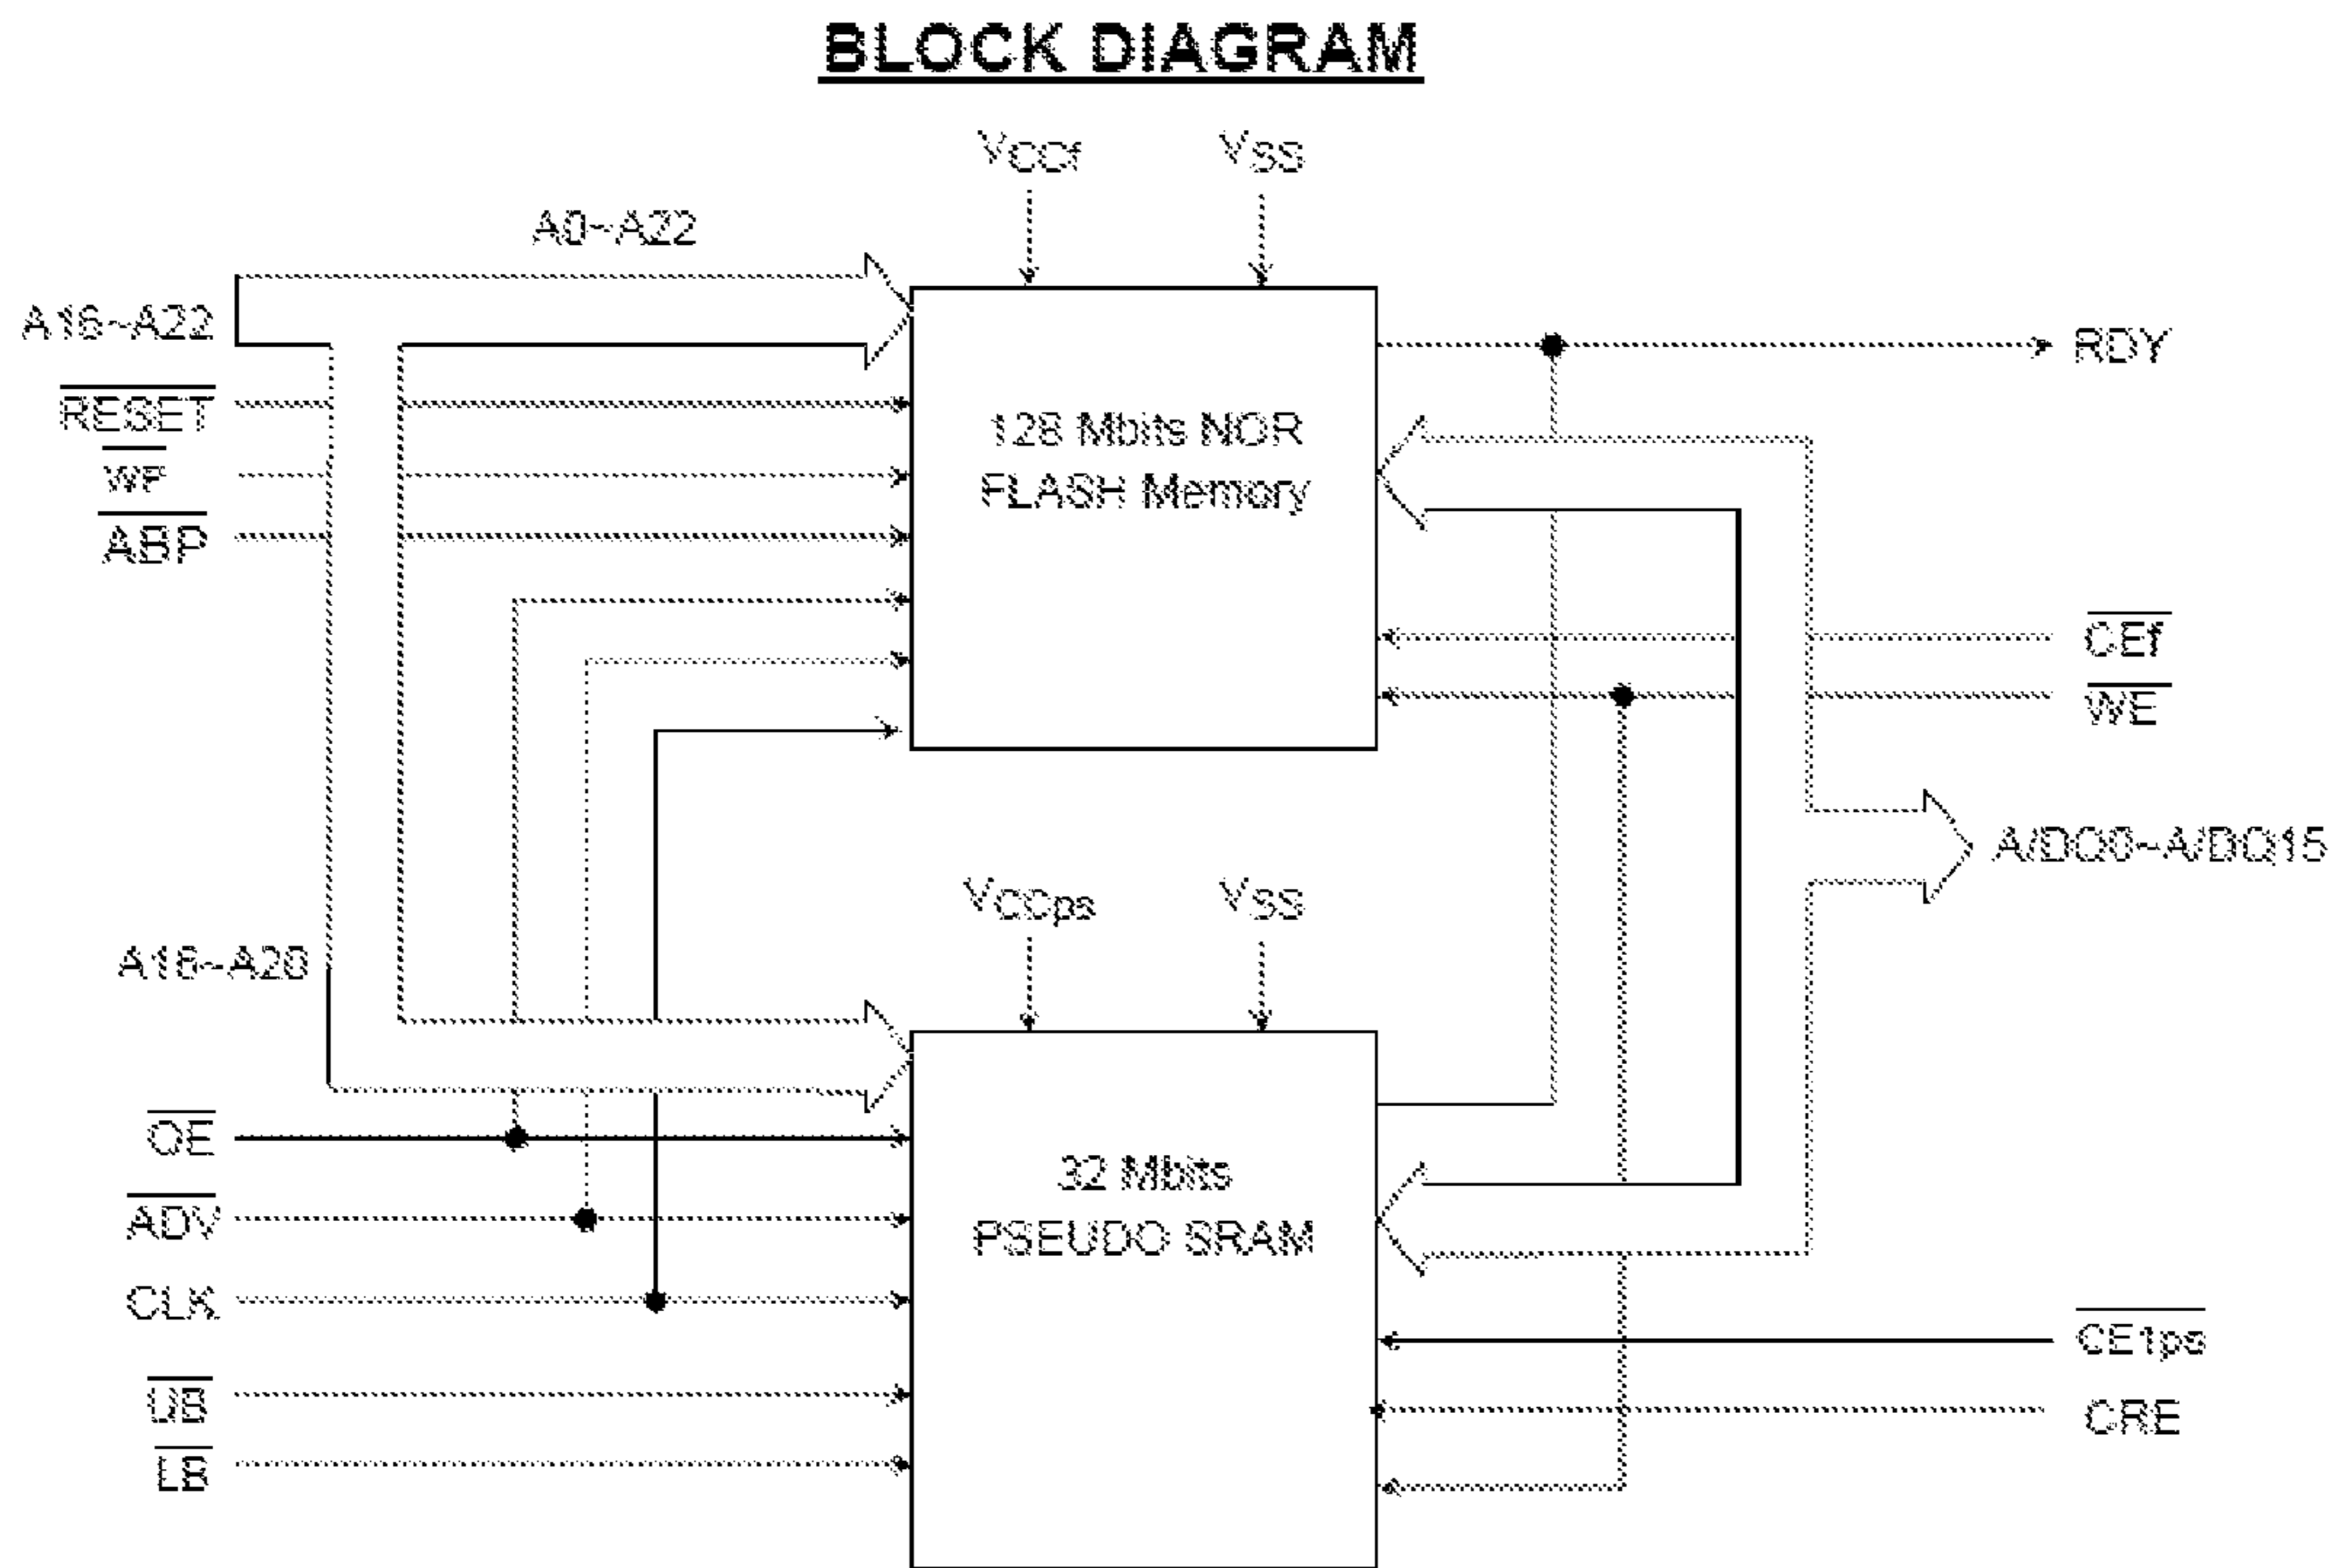 BLOCK DIAGRAM
VCCf
VSS
A0~A22
A16~A22
RESET
WP
ABP
128 Mbits NOR
FLASH Memory
RDY
CEf
WE
A/DQ0~A/DQ15
VCCps
VSS
A16~A20
OE
ADV
CLK
UB
LB
32 Mbits
PSEUDO SRAM
CE1ps
CRE